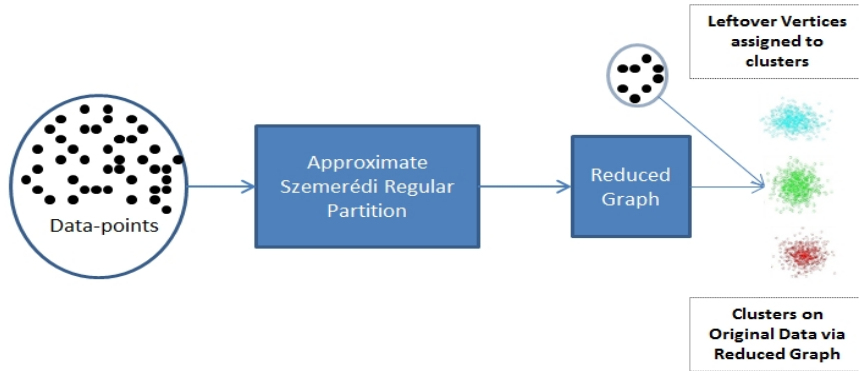 Leftover Vertices
assigned to
clusters
Data-points
Approximate
Szemerédi Regular
Partition
Reduced
Graph
Clusters on
Original Data via
Reduced Graph